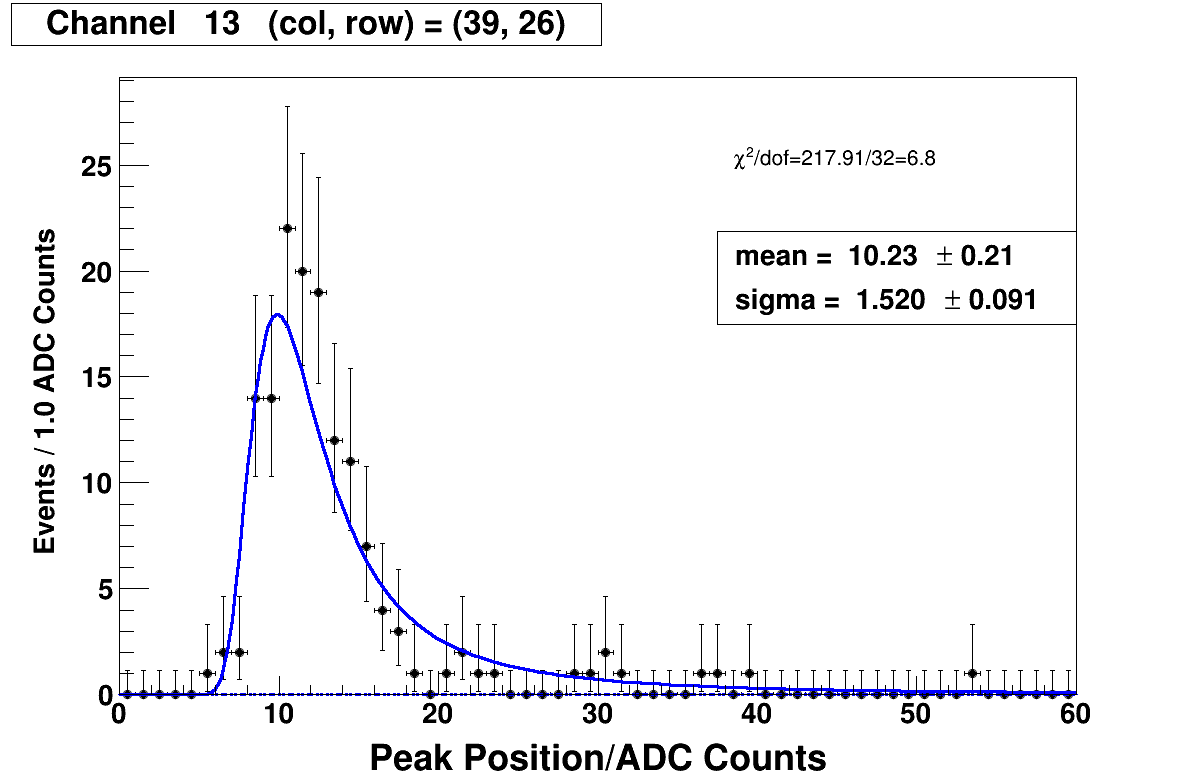 Channel 13 (col, row) = (39, 26)
χ²/dof=217.91/32=6.8
mean = 10.23 ± 0.21
sigma = 1.520 ± 0.091
Events / 1.0 ADC Counts
25
20
15
10
5
0
0 10 20 30 40 50 60
Peak Position/ADC Counts